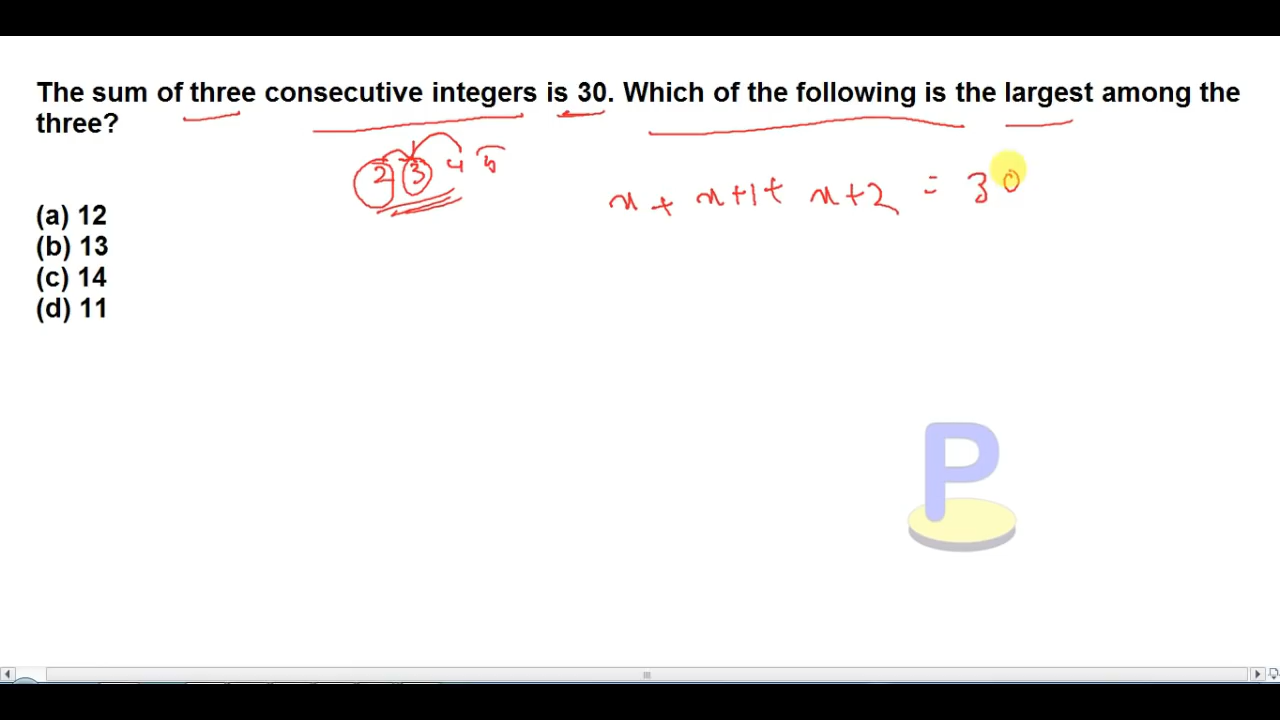 The sum of three consecutive integers is 30. Which of the following is the largest among the
three?
2 3 4 5
x + x+1+ x+2 = 30
(a) 12
(b) 13
(c) 14
(d) 11
P